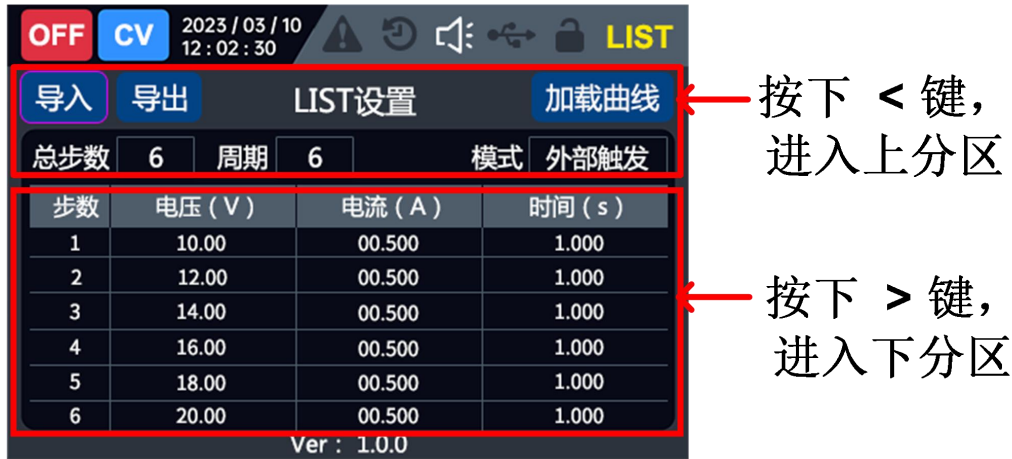 OFF CV 2023 / 03 / 10 LIST
12 : 02 : 30
导入 导出 LIST设置 加载曲线
总步数 6 周期 6 模式 外部触发
步数 电压 ( V ) 电流 ( A ) 时间 ( s )
1 10.00 00.500 1.000
2 12.00 00.500 1.000
3 14.00 00.500 1.000
4 16.00 00.500 1.000
5 18.00 00.500 1.000
6 20.00 00.500 1.000
Ver : 1.0.0
按下 < 键,
进入上分区
按下 > 键,
进入下分区